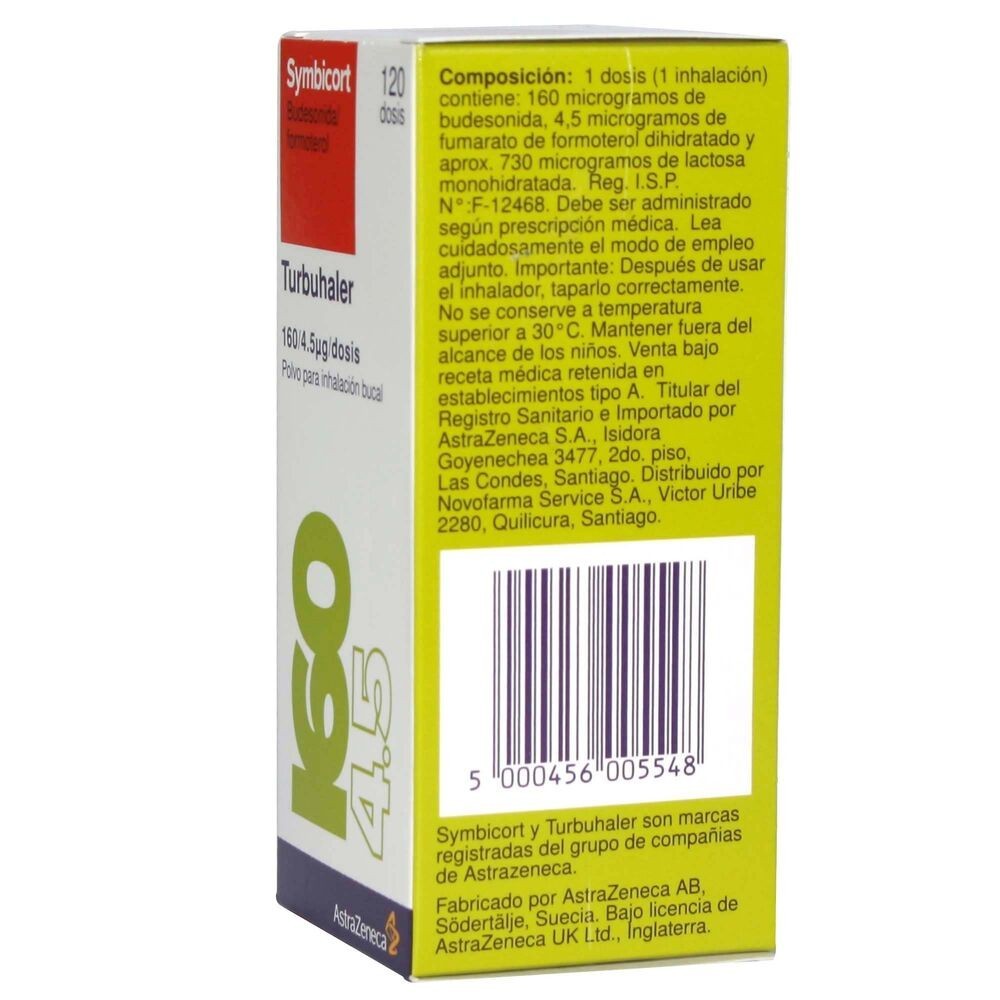 Symbicort
Budesonida/
formoterol
120
dosis
Turbuhaler
160/4.5µg/dosis
Polvo para inhalación bucal
160
4.5
AstraZeneca
Composición: 1 dosis (1 inhalación)
contiene: 160 microgramos de
budesonida, 4,5 microgramos de
fumarato de formoterol dihidratado y
aprox. 730 microgramos de lactosa
monohidratada. Reg. I.S.P.
N°:F-12468. Debe ser administrado
según prescripción médica. Lea
cuidadosamente el modo de empleo
adjunto. Importante: Después de usar
el inhalador, taparlo correctamente.
No se conserve a temperatura
superior a 30°C. Mantener fuera del
alcance de los niños. Venta bajo
receta médica retenida en
establecimientos tipo A. Titular del
Registro Sanitario e Importado por
AstraZeneca S.A., Isidora
Goyenechea 3477, 2do. piso,
Las Condes, Santiago. Distribuido por
Novofarma Service S.A., Victor Uribe
2280, Quilicura, Santiago.
5 000456 005548
Symbicort y Turbuhaler son marcas
registradas del grupo de compañias
de Astrazeneca.
Fabricado por AstraZeneca AB,
Södertälje, Suecia. Bajo licencia de
AstraZeneca UK Ltd., Inglaterra.